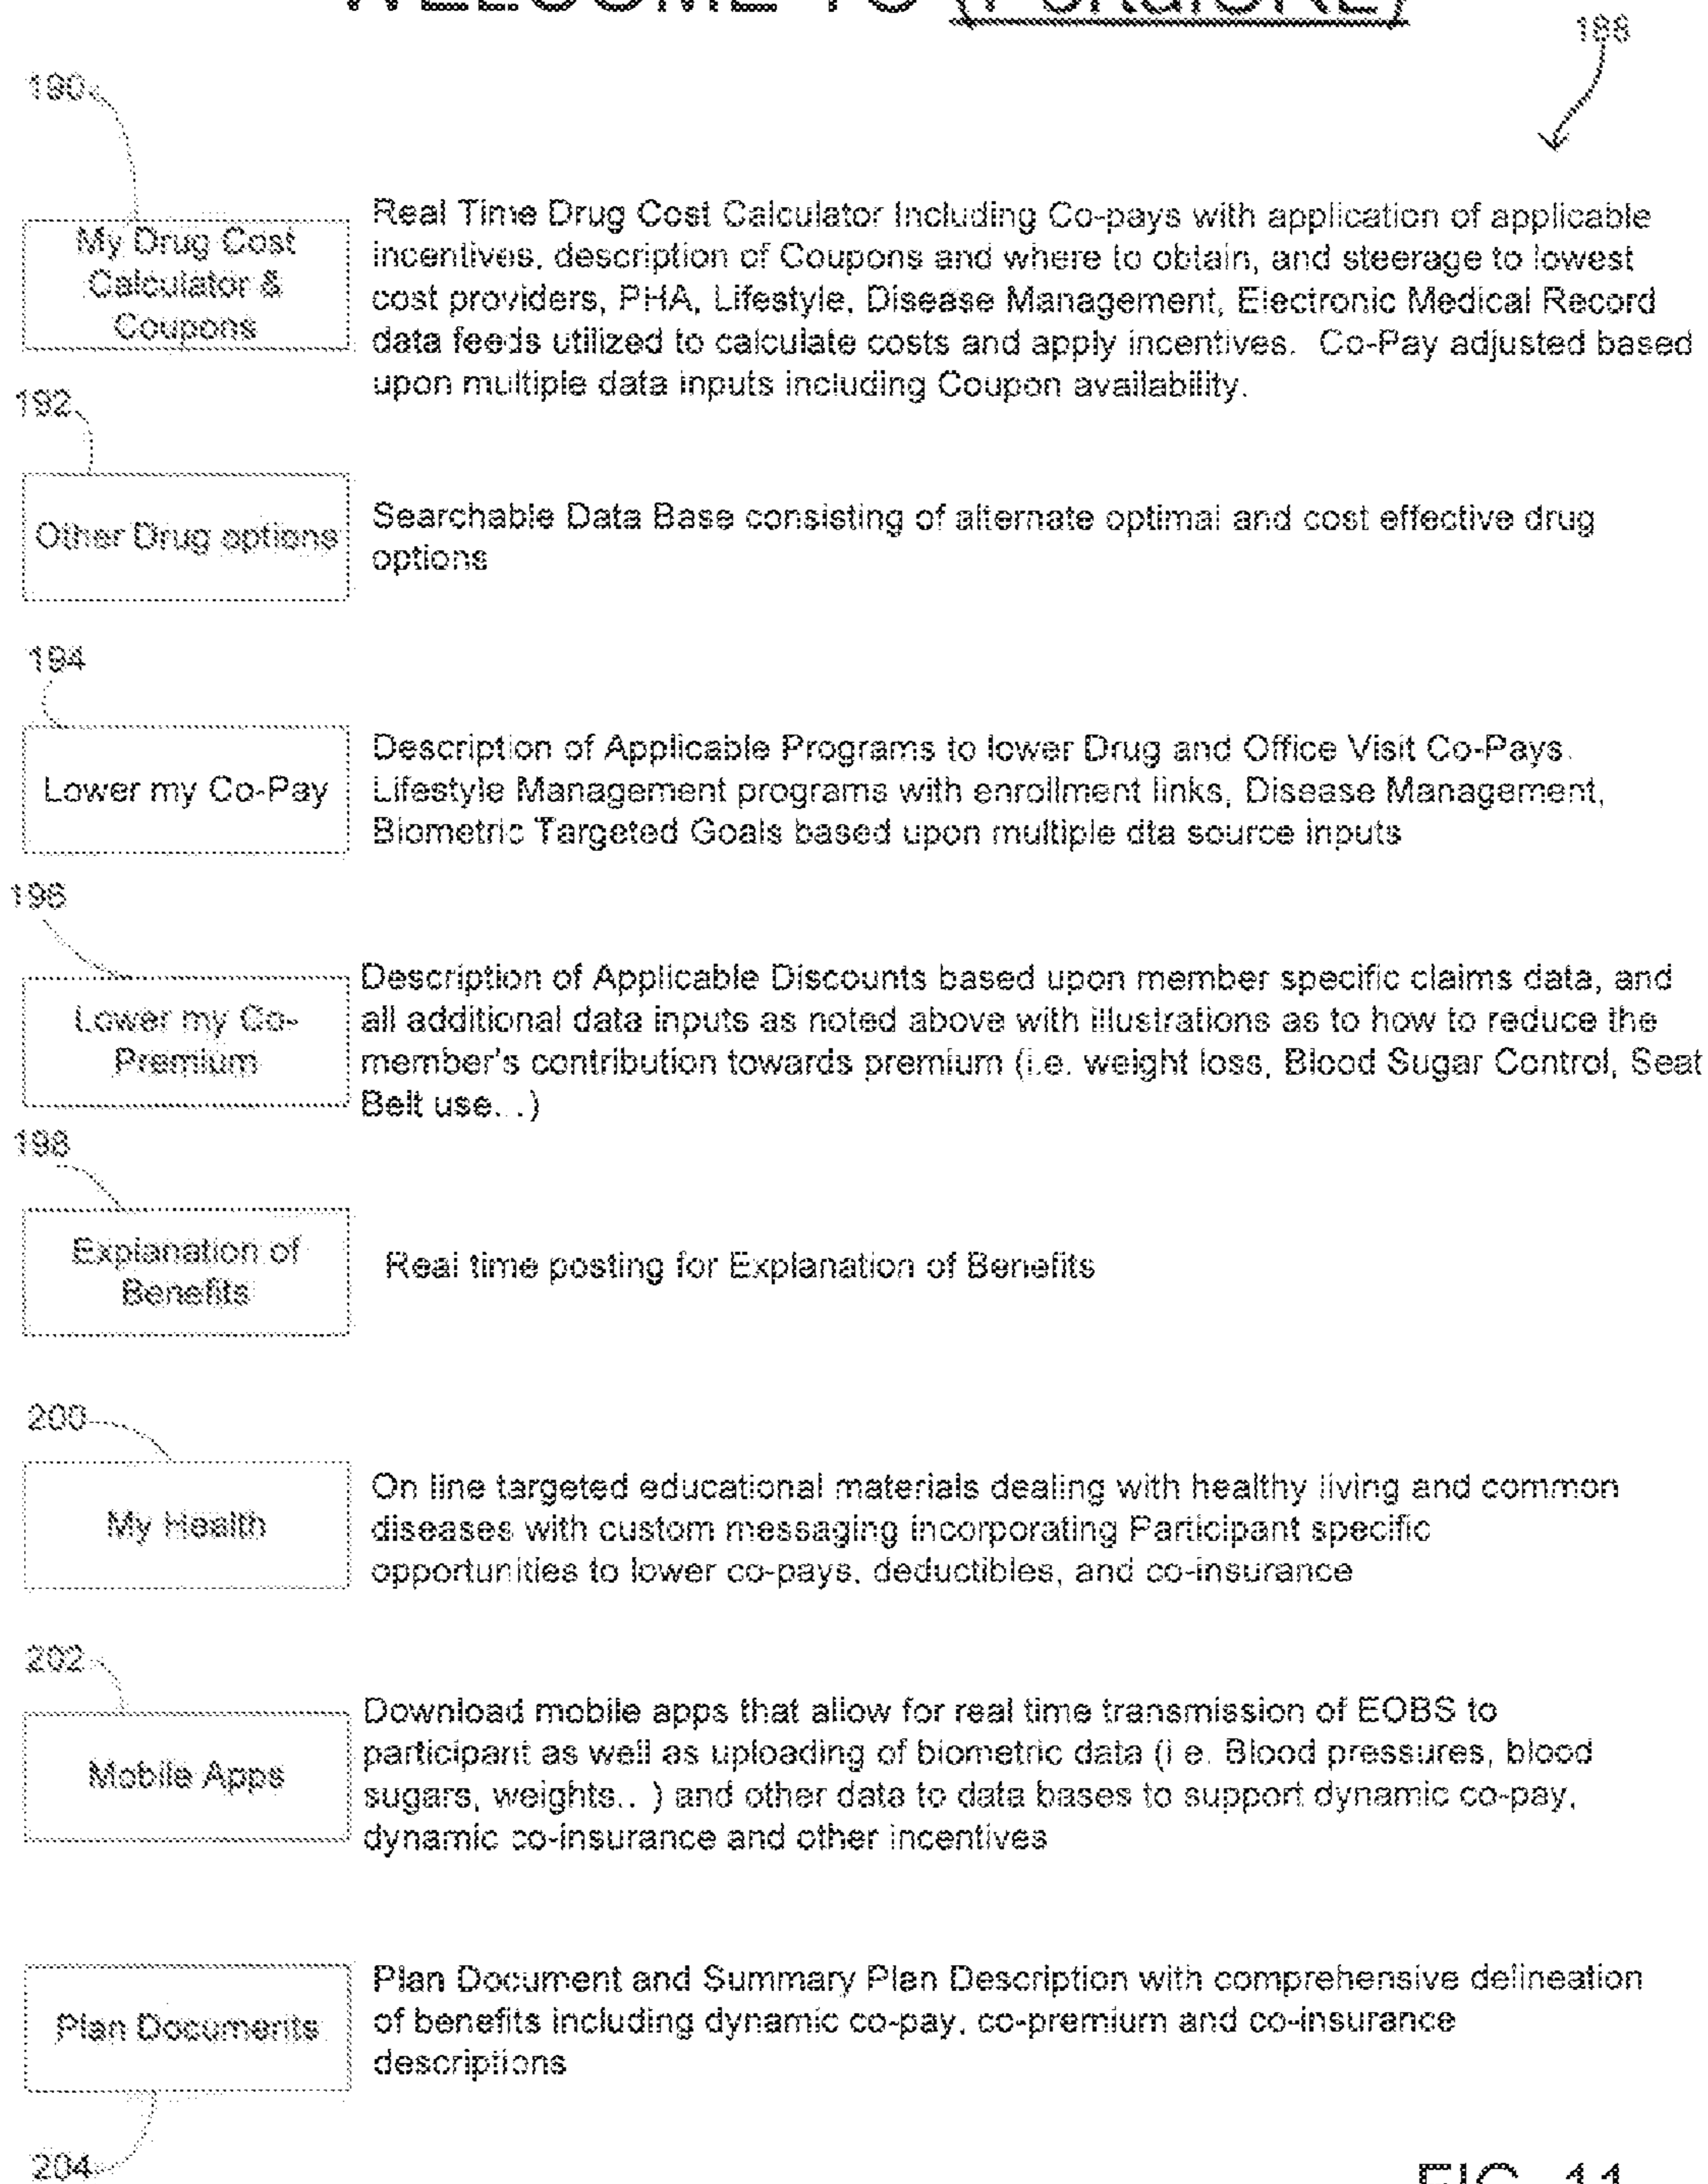 WELCOME TO (PortalURL)
188
190
My Drug Cost
Calculator &
Coupons
Real Time Drug Cost Calculator Including Co-pays with application of applicable
incentives, description of Coupons and where to obtain, and steerage to lowest
cost providers, PHA, Lifestyle, Disease Management, Electronic Medical Record
data feeds utilized to calculate costs and apply incentives. Co-Pay adjusted based
upon multiple data inputs including Coupon availability.
192
Other Drug options
Searchable Data Base consisting of alternate optimal and cost effective drug
options
194
Lower my Co-Pay
Description of Applicable Programs to lower Drug and Office Visit Co-Pays.
Lifestyle Management programs with enrollment links, Disease Management,
Biometric Targeted Goals based upon multiple dta source inputs
196
Lower my Co-
Premium
Description of Applicable Discounts based upon member specific claims data, and
all additional data inputs as noted above with illustrations as to how to reduce the
member's contribution towards premium (i.e. weight loss, Blood Sugar Control, Seat
Belt use...)
198
Explanation of
Benefits
Real time posting for Explanation of Benefits
200
My Health
On line targeted educational materials dealing with healthy living and common
diseases with custom messaging incorporating Participant specific
opportunities to lower co-pays, deductibles, and co-insurance
202
Mobile Apps
Download mobile apps that allow for real time transmission of EOBS to
participant as well as uploading of biometric data (i e. Blood pressures, blood
sugars, weights.. ) and other data to data bases to support dynamic co-pay,
dynamic co-insurance and other incentives
Plan Documents
Plan Document and Summary Plan Description with comprehensive delineation
of benefits including dynamic co-pay, co-premium and co-insurance
descriptions
204
FIG. 11